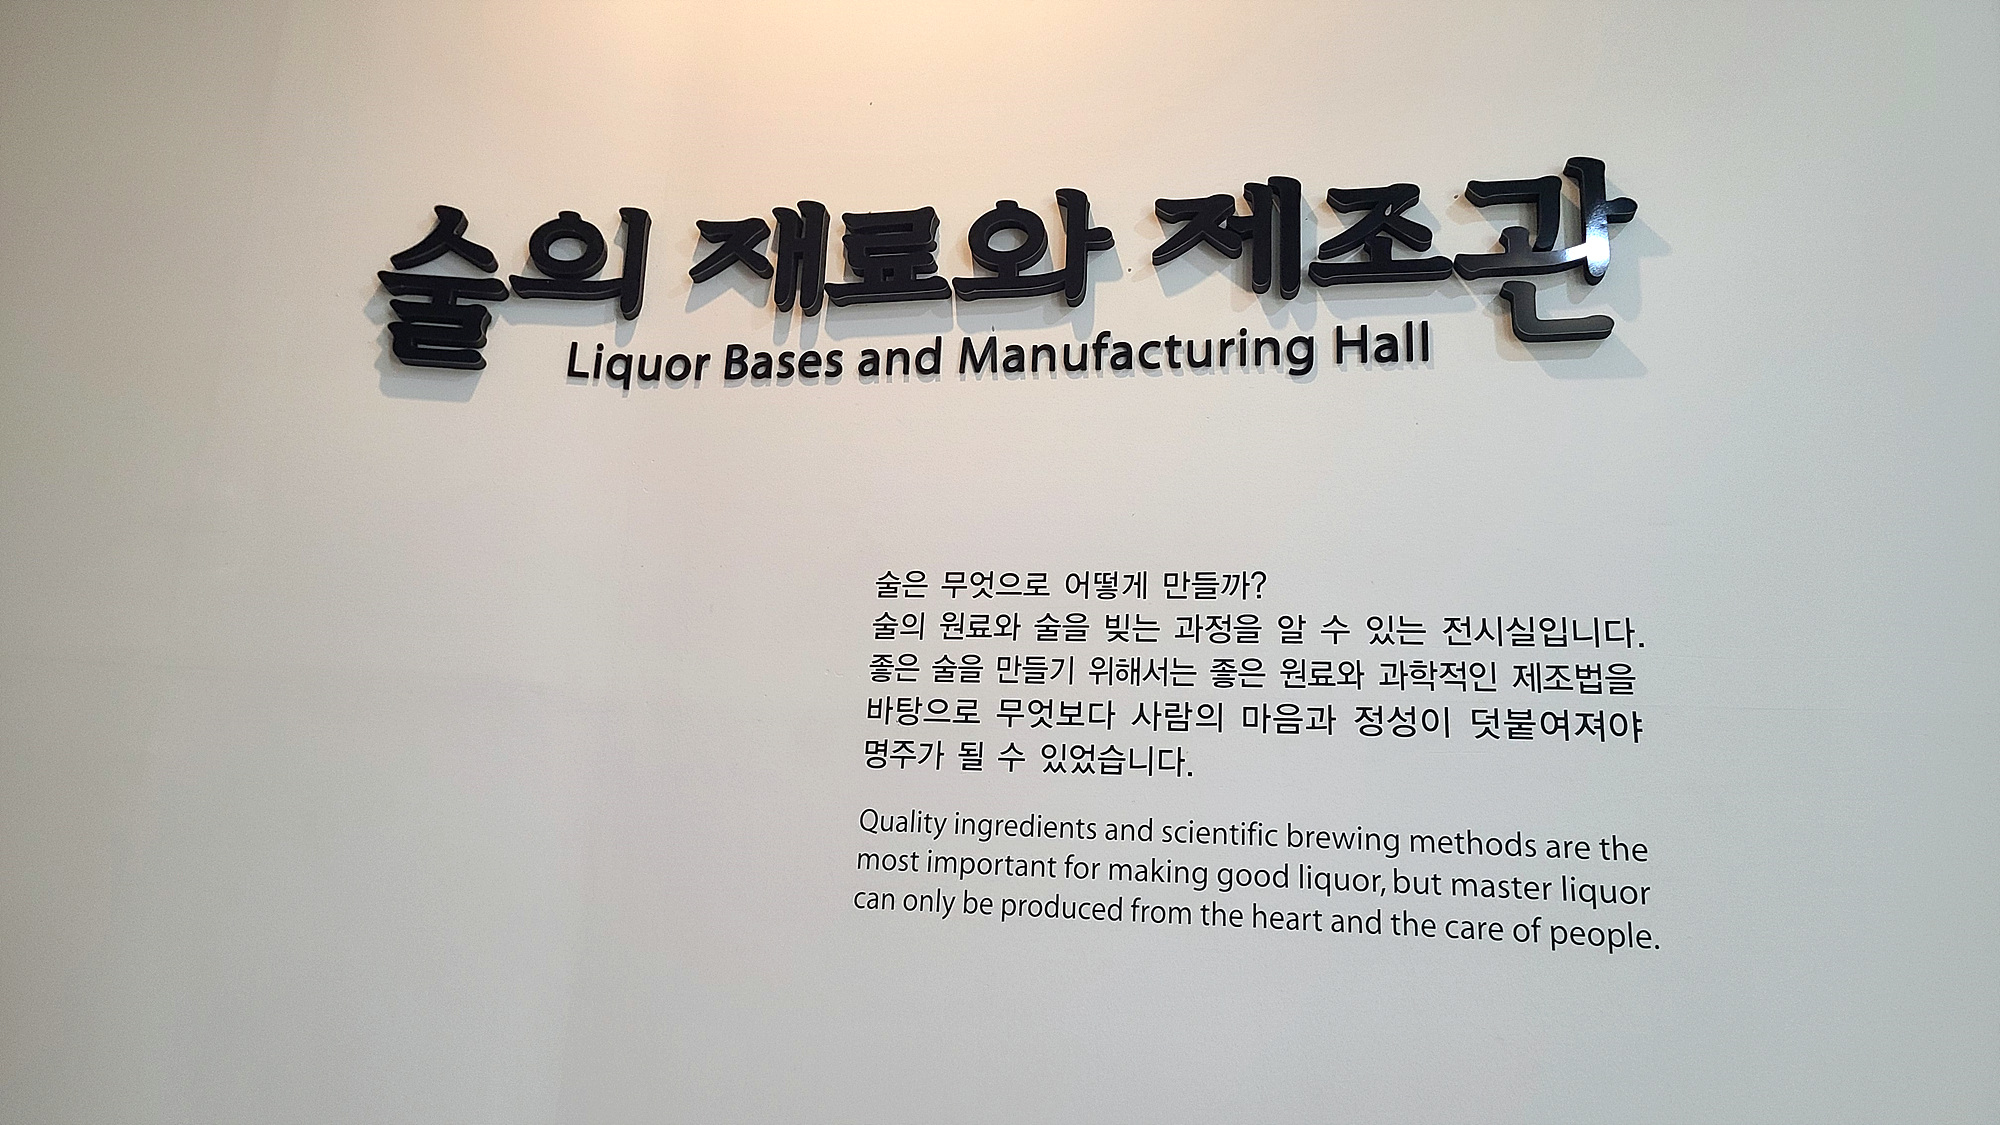 술의 재료와 제조관
Liquor Bases and Manufacturing Hall
술은 무엇으로 어떻게 만들까?
술의 원료와 술을 빚는 과정을 알 수 있는 전시실입니다.
좋은 술을 만들기 위해서는 좋은 원료와 과학적인 제조법을
바탕으로 무엇보다 사람의 마음과 정성이 덧붙여져야
명주가 될 수 있었습니다.
Quality ingredients and scientific brewing methods are the
most important for making good liquor, but master liquor
can only be produced from the heart and the care of people.